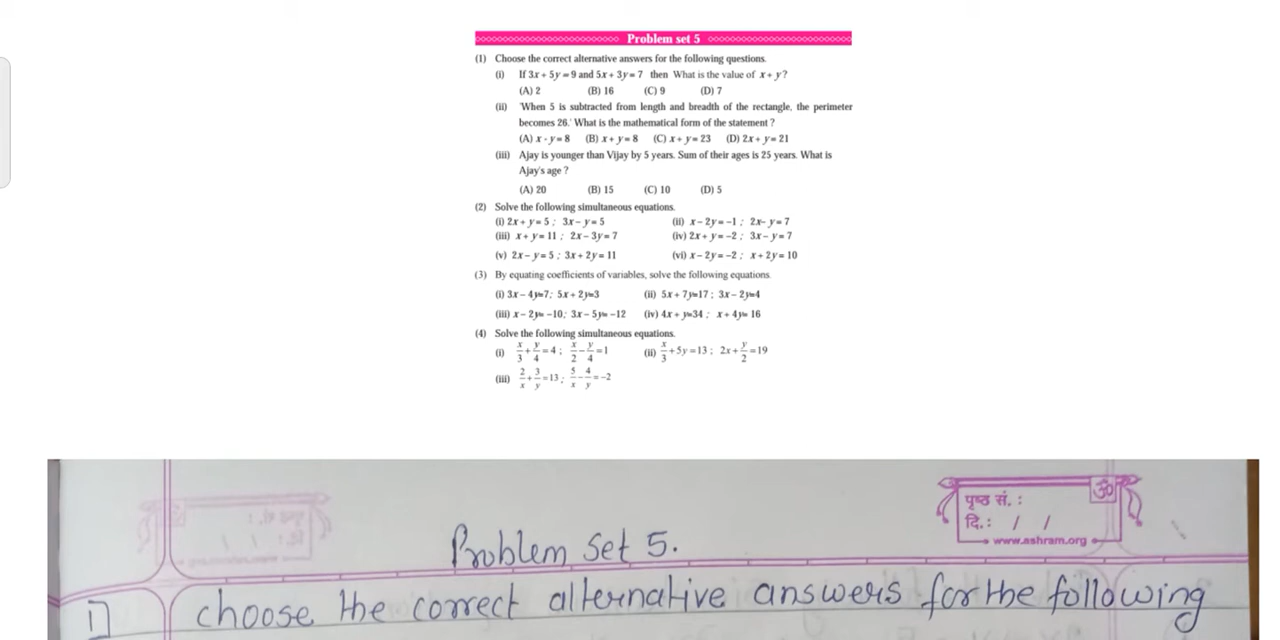 Problem set 5
(1) Choose the correct alternative answers for the following questions.
(i) If 3x + 5y = 9 and 5x + 3y = 7 then What is the value of x + y?
(A) 2 (B) 16 (C) 9 (D) 7
(ii) 'When 5 is subtracted from length and breadth of the rectangle, the perimeter
becomes 26.' What is the mathematical form of the statement ?
(A) x - y = 8 (B) x + y = 8 (C) x + y = 23 (D) 2x + y = 21
(iii) Ajay is younger than Vijay by 5 years. Sum of their ages is 25 years. What is
Ajay's age ?
(A) 20 (B) 15 (C) 10 (D) 5
(2) Solve the following simultaneous equations.
(i) 2x + y = 5 ; 3x - y = 5 (ii) x - 2y = -1 ; 2x - y = 7
(iii) x + y = 11 ; 2x - 3y = 7 (iv) 2x + y = -2 ; 3x - y = 7
(v) 2x - y = 5 ; 3x + 2y = 11 (vi) x - 2y = -2 ; x + 2y = 10
(3) By equating coefficients of variables, solve the following equations.
(i) 3x - 4y=7; 5x + 2y=3 (ii) 5x + 7y=17 ; 3x - 2y=4
(iii) x - 2y= -10; 3x - 5y= -12 (iv) 4x + y=34 ; x + 4y= 16
(4) Solve the following simultaneous equations.
(i) x/3 + y/4 = 4 ; x/2 - y/4 = 1 (ii) x/3 + 5y = 13 ; 2x + y/2 = 19
(iii) 2/x + 3/y = 13 ; 5/x - 4/y = -2
ॐ
पृष्ठ सं. :
दि.: / /
www.ashram.org
Problem set 5.
1] choose the correct alternative answers for the following